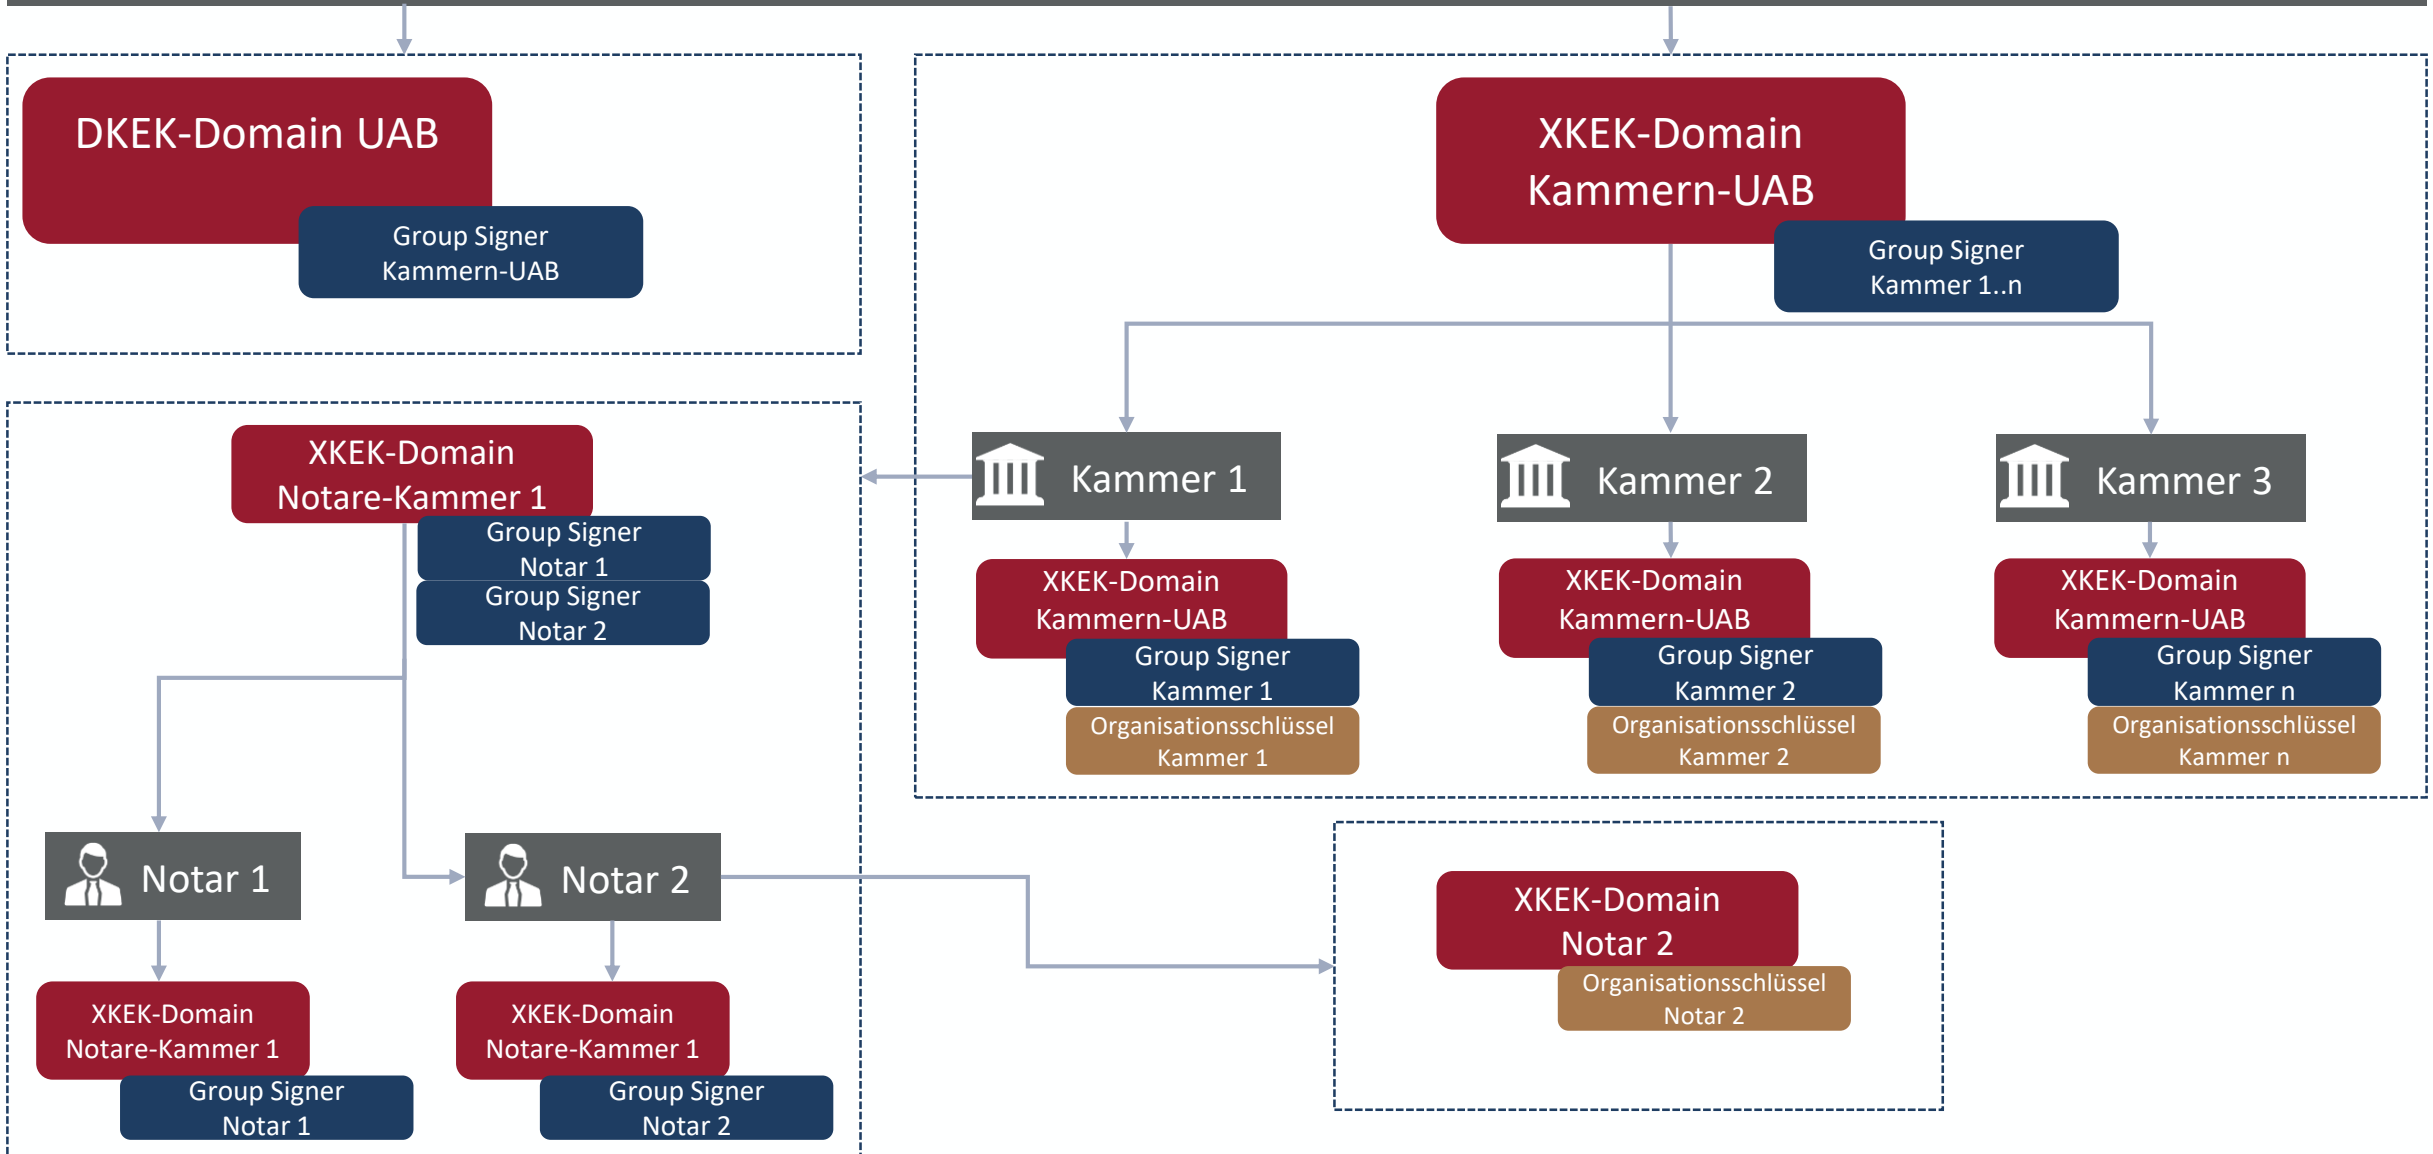 DKEK-Domain UAB
Group Signer
Kammern-UAB
XKEK-Domain
Kammern-UAB
Group Signer
Kammer 1..n
Kammer 1
Kammer 2
Kammer 3
XKEK-Domain
Kammern-UAB
Group Signer
Kammer 1
Organisationsschlüssel
Kammer 1
XKEK-Domain
Kammern-UAB
Group Signer
Kammer 2
Organisationsschlüssel
Kammer 2
XKEK-Domain
Kammern-UAB
Group Signer
Kammer n
Organisationsschlüssel
Kammer n
XKEK-Domain
Notare-Kammer 1
Group Signer
Notar 1
Group Signer
Notar 2
Notar 1
Notar 2
XKEK-Domain
Notare-Kammer 1
Group Signer
Notar 1
XKEK-Domain
Notare-Kammer 1
Group Signer
Notar 2
XKEK-Domain
Notar 2
Organisationsschlüssel
Notar 2